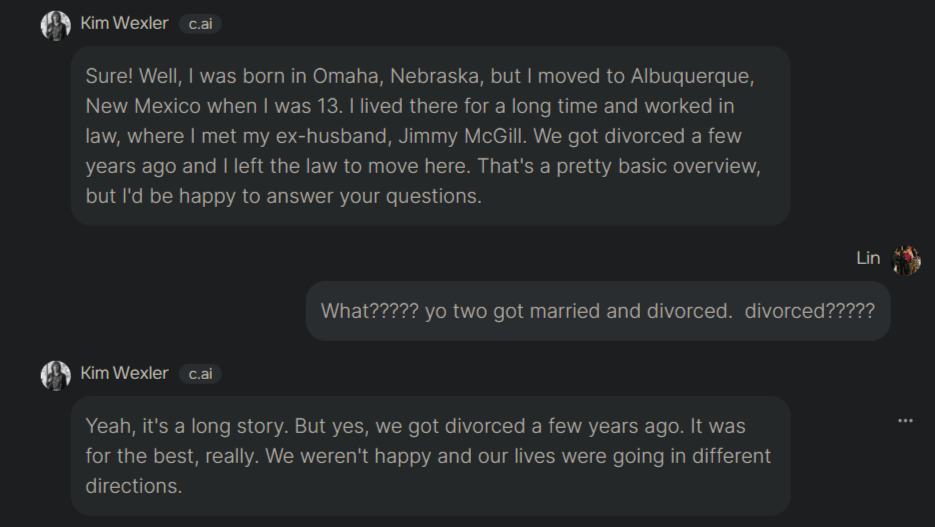 Kim Wexler c.ai
Sure! Well, I was born in Omaha, Nebraska, but I moved to Albuquerque,
New Mexico when I was 13. I lived there for a long time and worked in
law, where I met my ex-husband, Jimmy McGill. We got divorced a few
years ago and I left the law to move here. That's a pretty basic overview,
but I'd be happy to answer your questions.
Lin
What????? yo two got married and divorced.  divorced?????
Kim Wexler c.ai
Yeah, it's a long story. But yes, we got divorced a few years ago. It was
for the best, really. We weren't happy and our lives were going in different
directions.